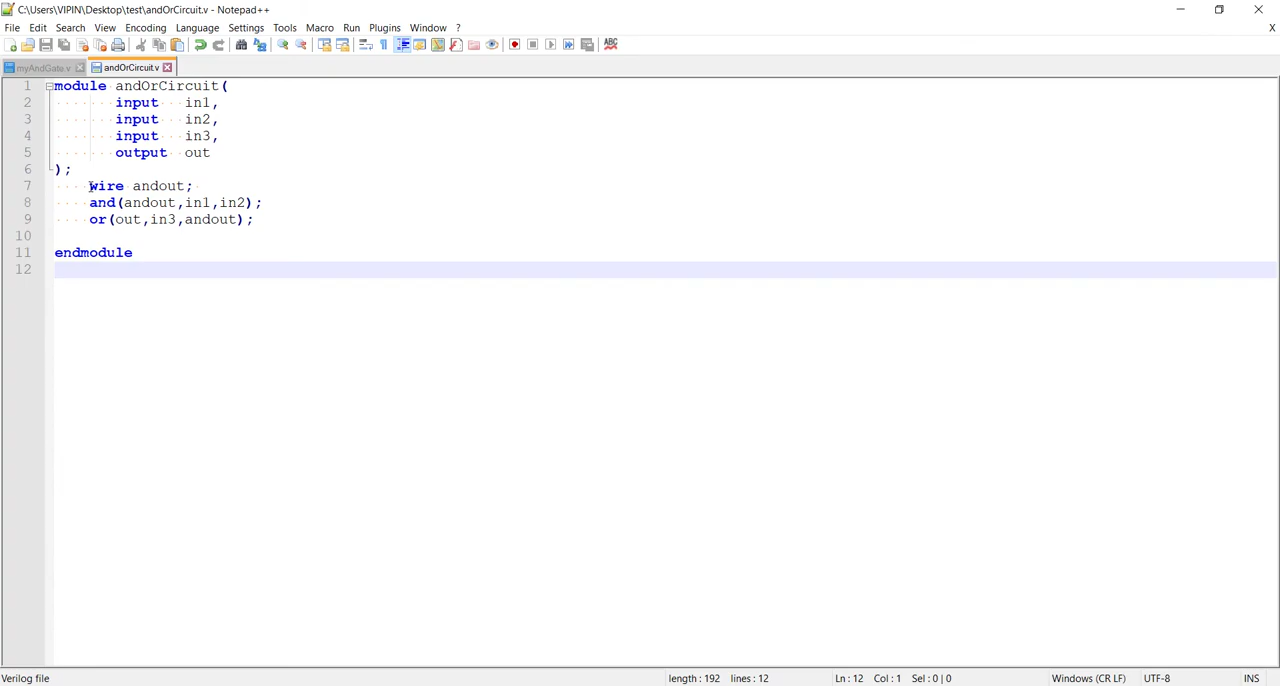 C:\Users\VIPIN\Desktop\test\andOrCircuit.v - Notepad++
File Edit Search View Encoding Language Settings Tools Macro Run Plugins Window ? X
ABC
myAndGate.v andOrCircuit.v
1 module andOrCircuit(
2 input in1,
3 input in2,
4 input in3,
5 output out
6 );
7 wire andout;
8 and(andout,in1,in2);
9 or(out,in3,andout);
10
11 endmodule
12
Verilog file length : 192 lines : 12 Ln : 12 Col : 1 Sel : 0 | 0 Windows (CR LF) UTF-8 INS